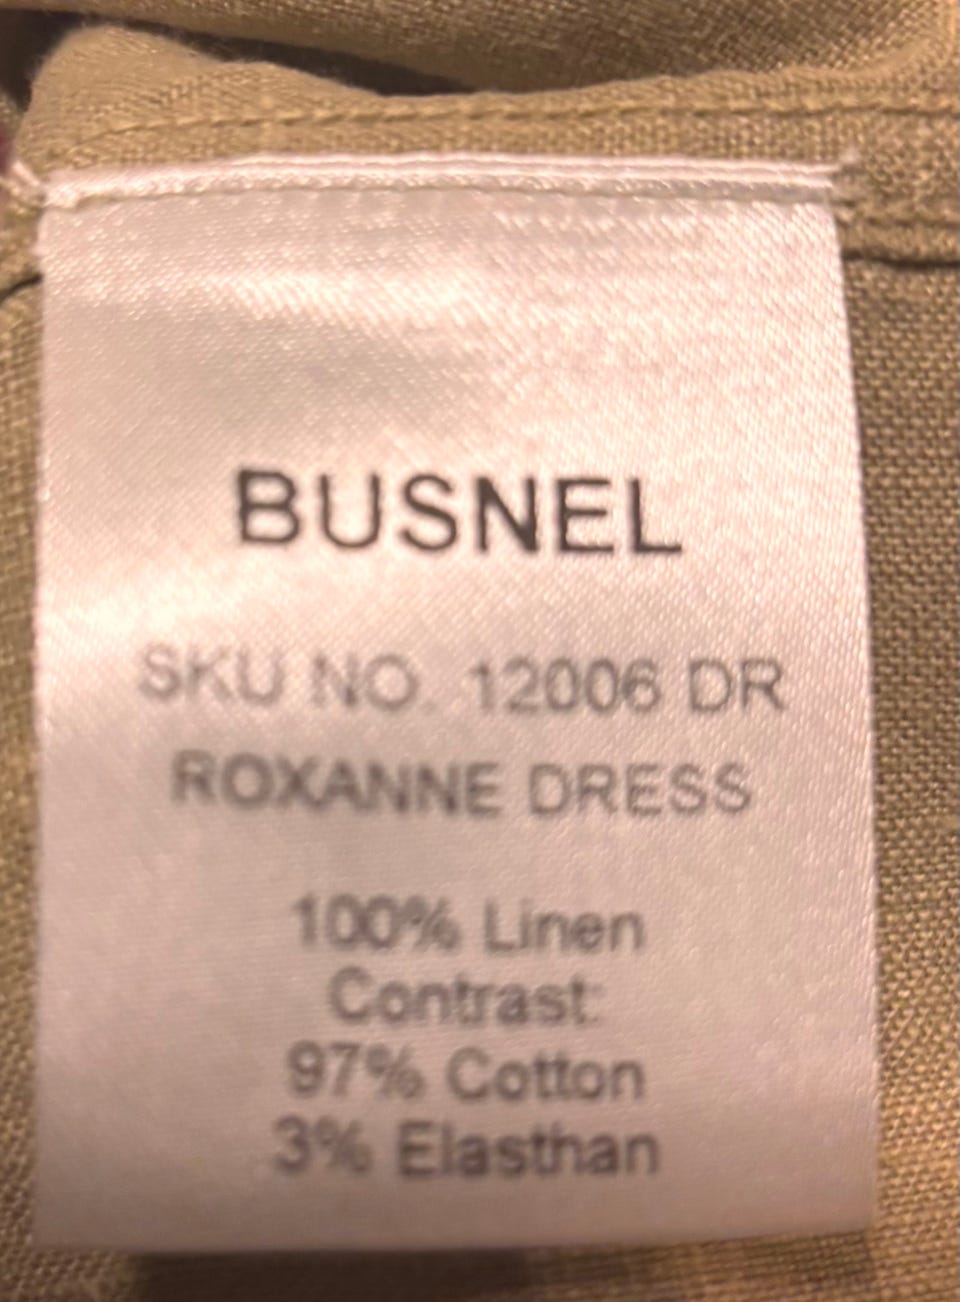 BUSNEL
SKU NO. 12006 DR
ROXANNE DRESS
100% Linen
Contrast:
97% Cotton
3% Elasthan